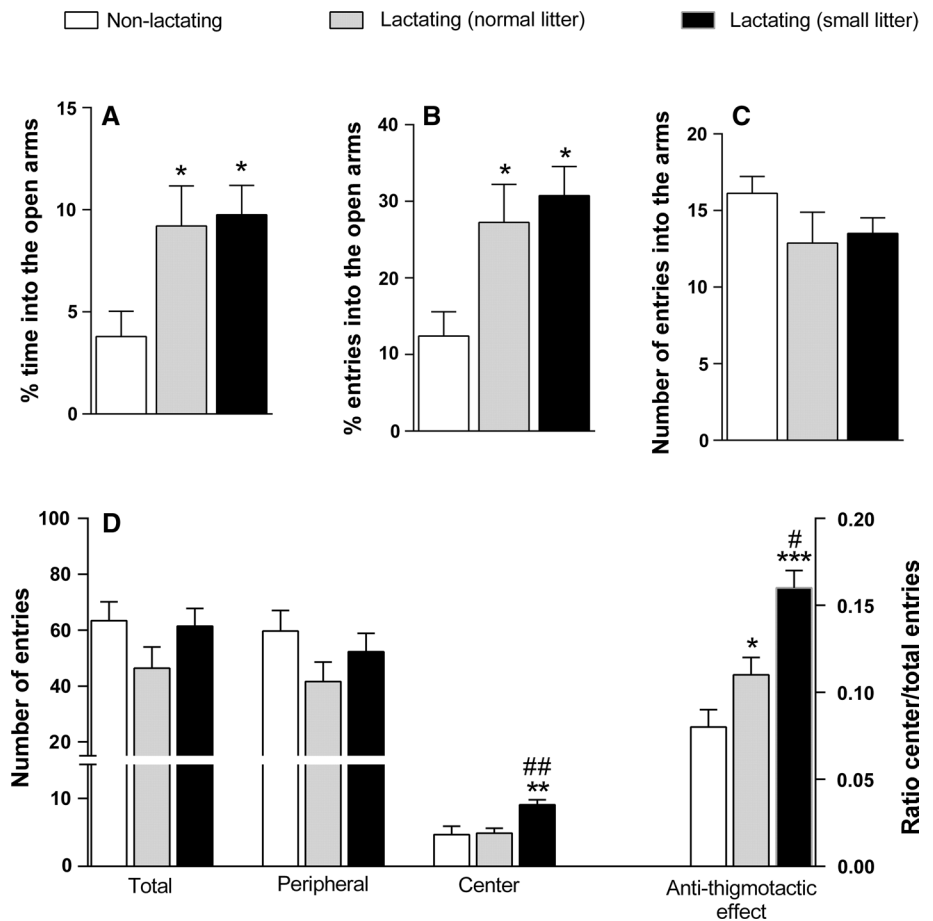 Non-lactating
Lactating (normal litter)
Lactating (small litter)
A
% time into the open arms
15
10
5
0
*
*
B
% entries into the open arms
40
30
20
10
0
*
*
C
Number of entries into the arms
20
15
10
5
0
D
Number of entries
100
80
60
40
20
10
0
##
**
*
#
***
0.20
0.15
0.10
0.05
0.00
Ratio center/total entries
Total
Peripheral
Center
Anti-thigmotactic
effect